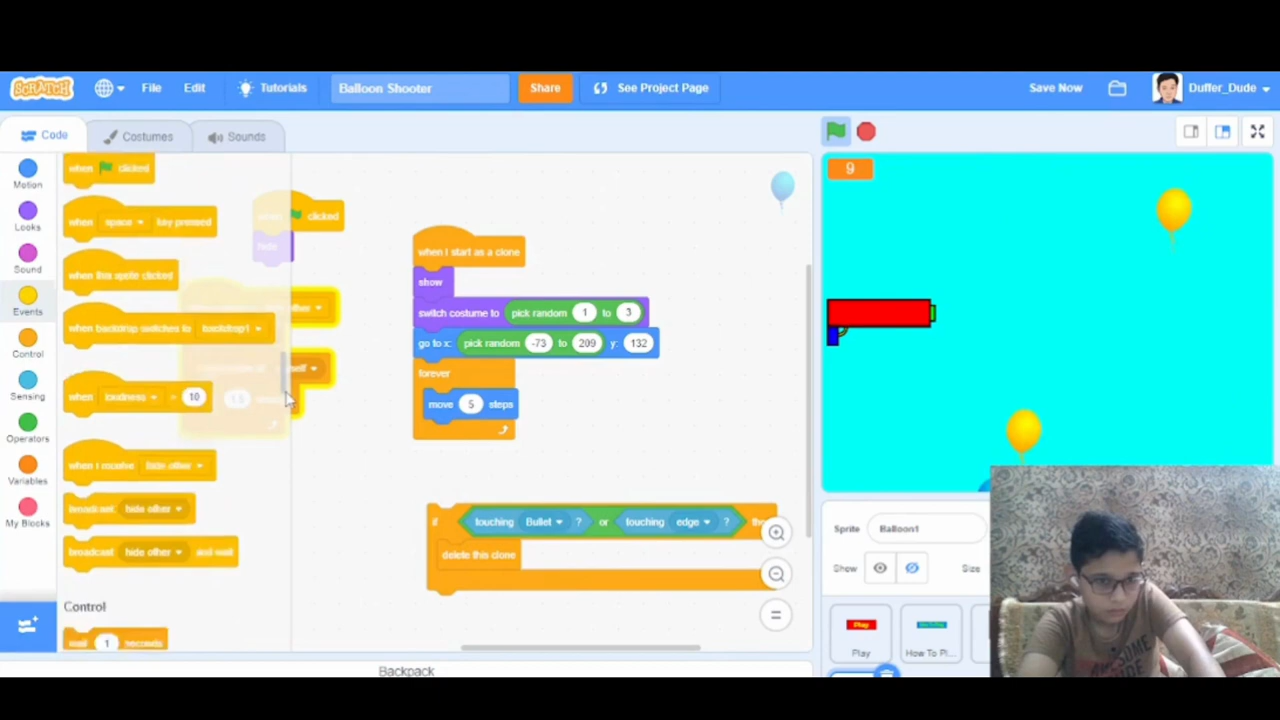 SCRATCH File Edit Tutorials Balloon Shooter Share See Project Page Save Now Duffer_Dude
Code Costumes Sounds
Motion
Looks
Sound
Events
Control
Sensing
Operators
Variables
My Blocks
when clicked
when space key pressed
when this sprite clicked
when backdrop switches to backdrop1
when loudness > 10
when I receive hide other
broadcast hide other
broadcast hide other and wait
Control
wait 1 seconds
clicked
hide
when I start as a clone
show
switch costume to pick random 1 to 3
go to x: pick random -73 to 209 y: 132
forever
move 5 steps
if touching Bullet ? or touching edge ?
delete this clone
Backpack
9
Sprite Balloon1
Show Size
Play How To Pl...
Play
AWESOME